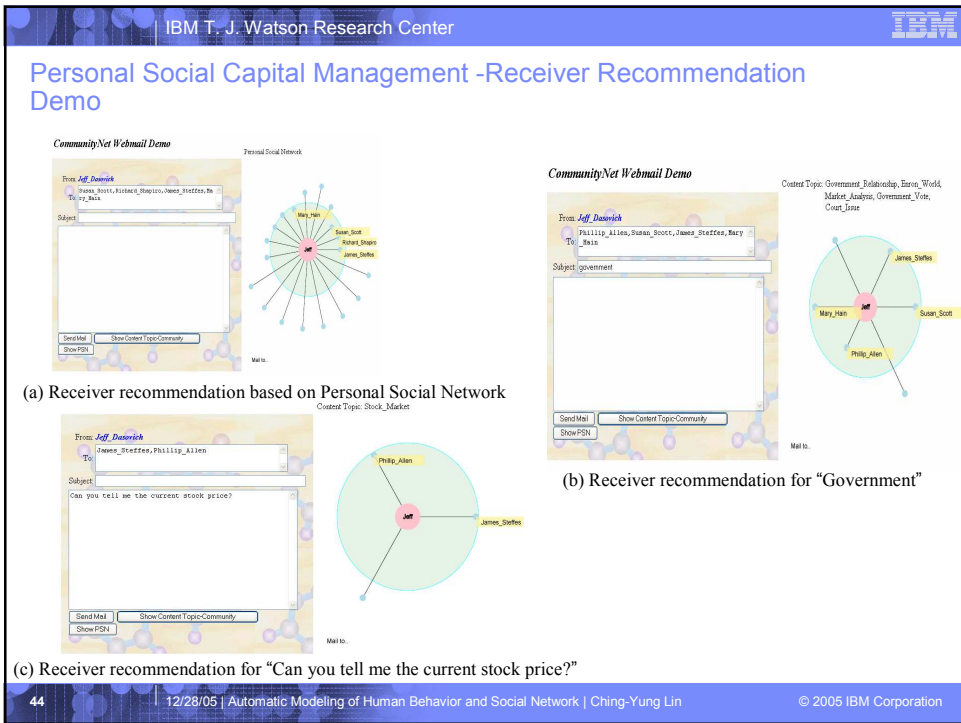 IBM T. J. Watson Research Center
IBM
Personal Social Capital Management -Receiver Recommendation
Demo
CommunityNet Webmail Demo
Personal Social Network
From: Jeff_Dasovich
To:
Susan_Scott,Richard_Shapiro,James_Steffes,Ma
ry_Hain
Subject:
Mary_Hain
Susan_Scott
Richard_Shapiro
Jeff
James_Steffes
Send Mail
Show Content Topic-Community
Show PSN
Mail to..
(a) Receiver recommendation based on Personal Social Network
CommunityNet Webmail Demo
Content Topic: Government_Relationship, Enron_World,
Market_Analysis, Government_Vote,
Court_Issue
From: Jeff_Dasovich
To:
Phillip_Allen,Susan_Scott,James_Steffes,Mary
_Hain
Subject: government
James_Steffes
Mary_Hain
Jeff
Susan_Scott
Phillip_Allen
Send Mail
Show Content Topic-Community
Show PSN
Mail to..
(b) Receiver recommendation for “Government”
Content Topic: Stock_Market
From: Jeff_Dasovich
To:
James_Steffes,Phillip_Allen
Subject:
Can you tell me the current stock price?
Phillip_Allen
Jeff
James_Steffes
Send Mail
Show Content Topic-Community
Show PSN
Mail to..
(c) Receiver recommendation for “Can you tell me the current stock price?”
44
12/28/05 | Automatic Modeling of Human Behavior and Social Network | Ching-Yung Lin
© 2005 IBM Corporation